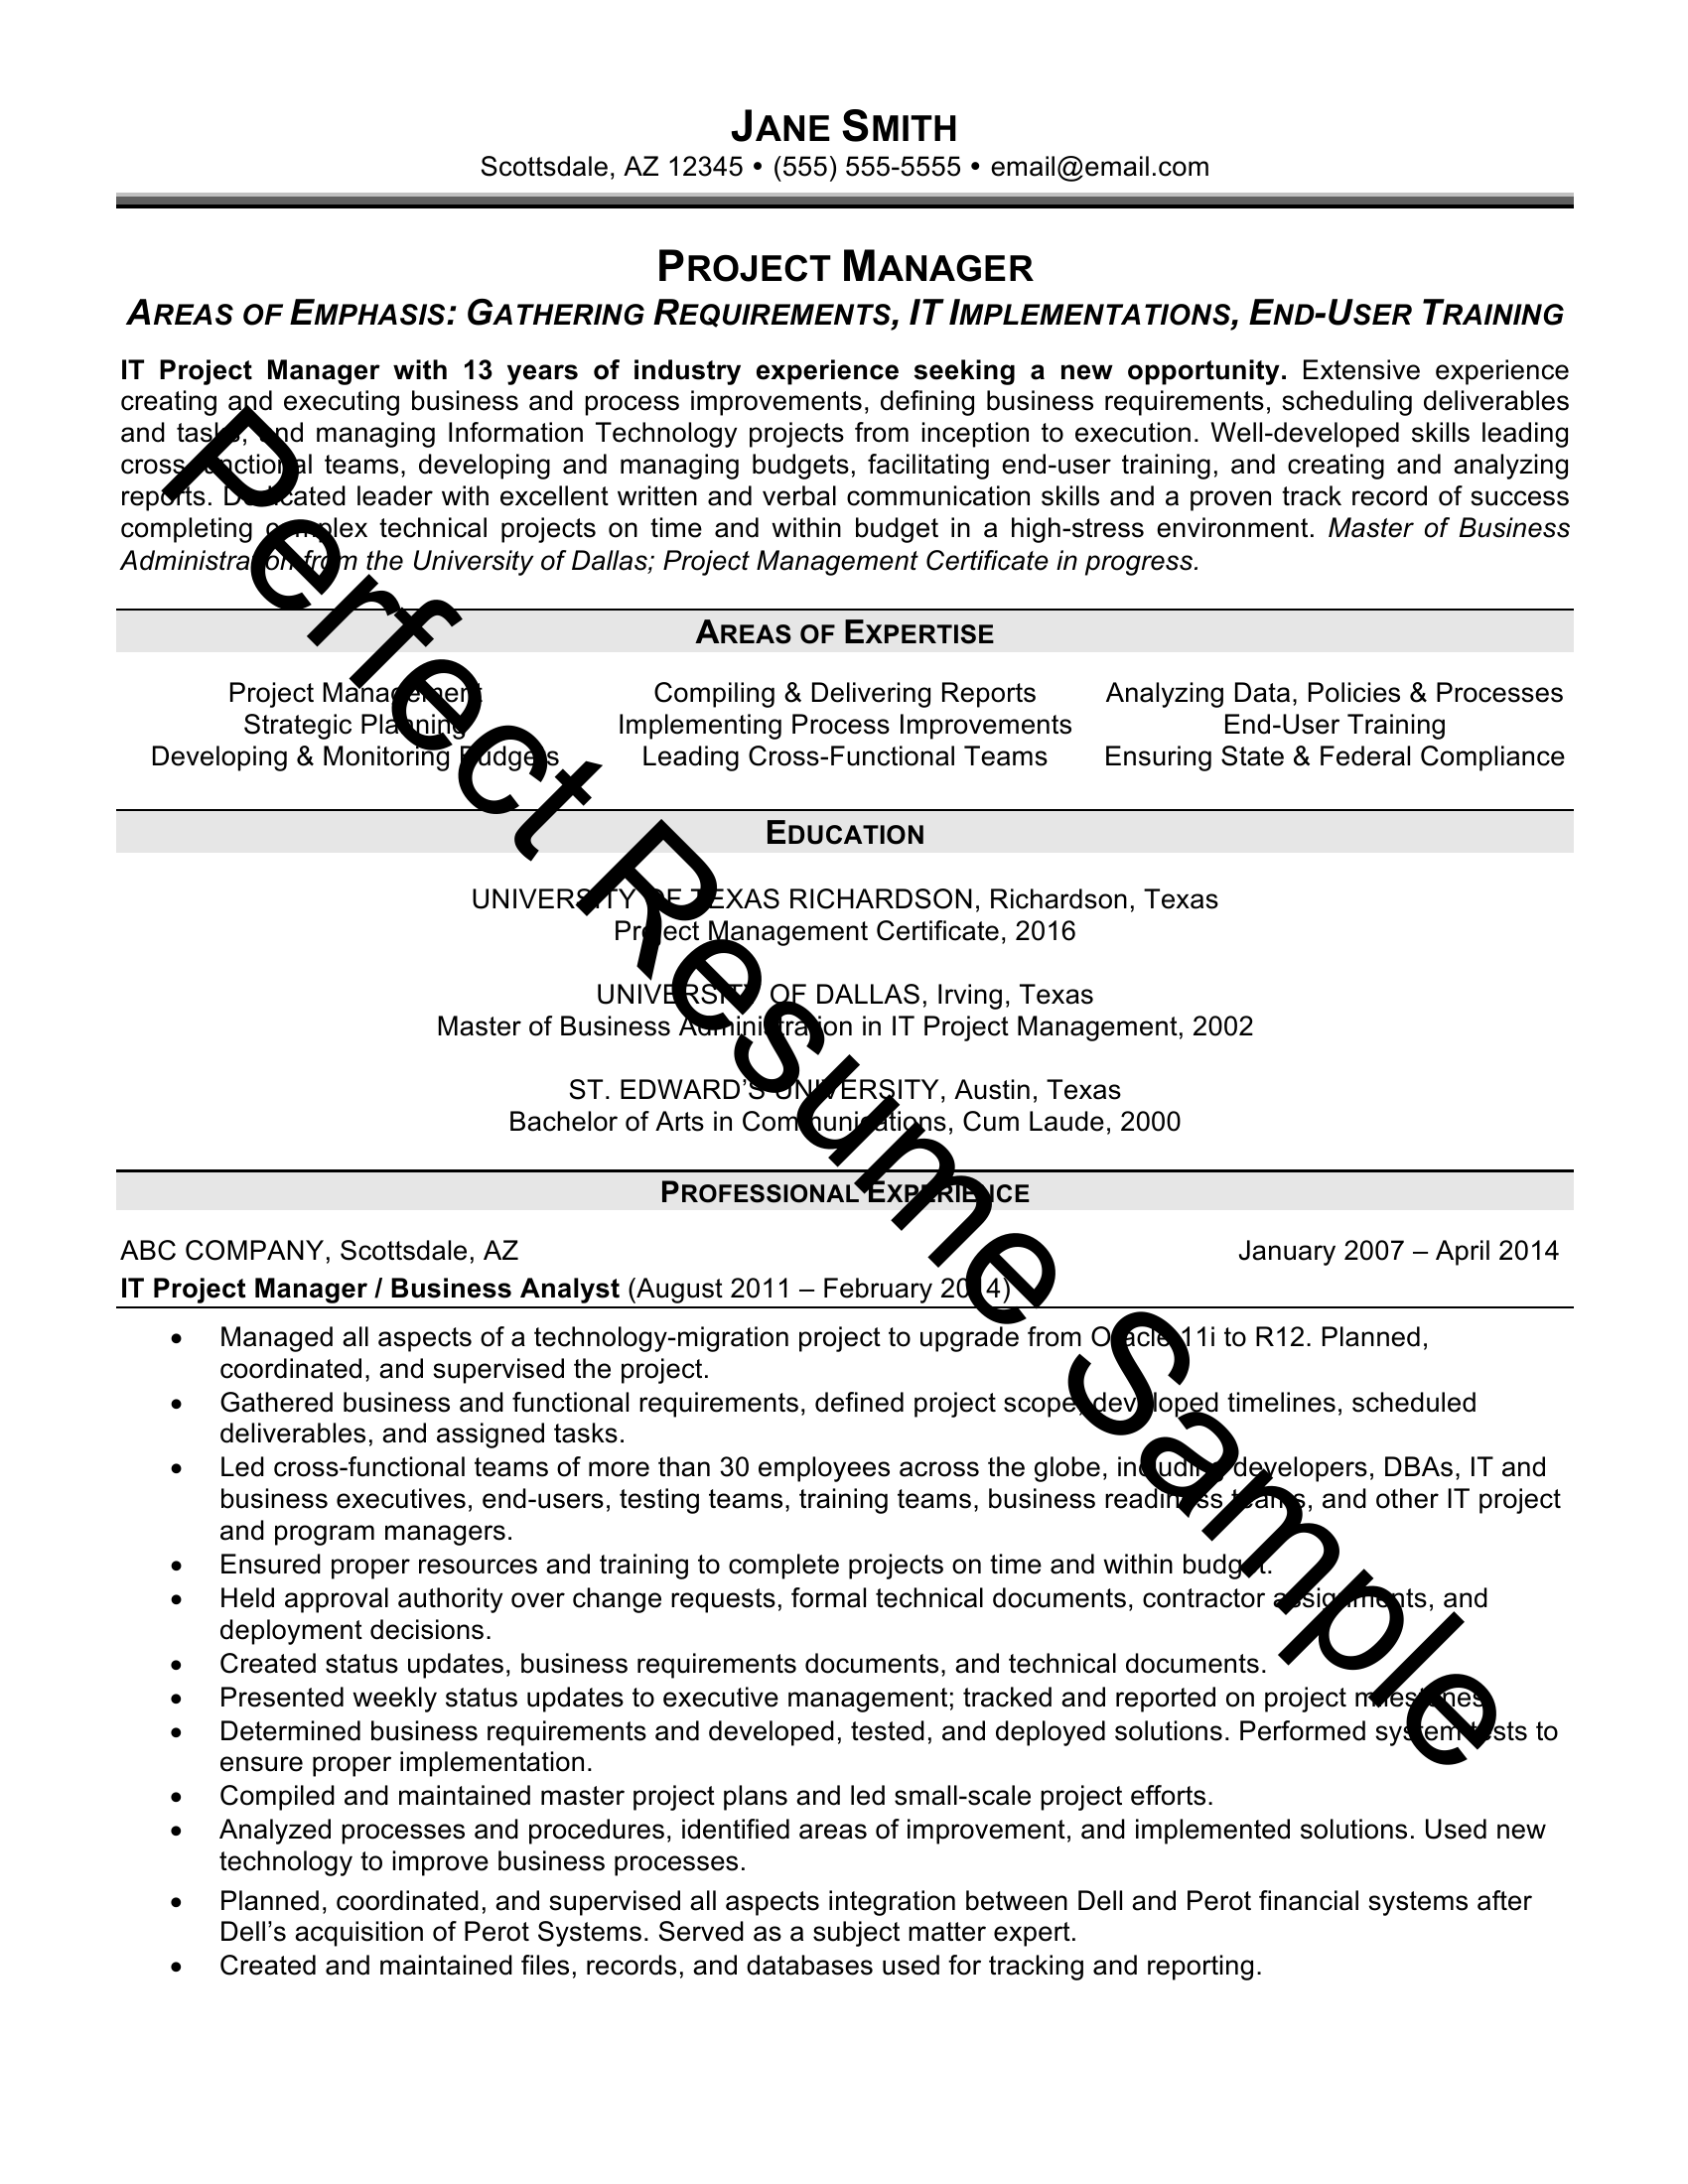 JANE SMITH
Scottsdale, AZ 12345 • (555) 555-5555 • email@email.com
PROJECT MANAGER
AREAS OF EMPHASIS: GATHERING REQUIREMENTS, IT IMPLEMENTATIONS, END-USER TRAINING
IT Project Manager with 13 years of industry experience seeking a new opportunity. Extensive experience
creating and executing business and process improvements, defining business requirements, scheduling deliverables
and tasks, and managing Information Technology projects from inception to execution. Well-developed skills leading
cross-functional teams, developing and managing budgets, facilitating end-user training, and creating and analyzing
reports. Dedicated leader with excellent written and verbal communication skills and a proven track record of success
completing complex technical projects on time and within budget in a high-stress environment. Master of Business
Administration from the University of Dallas; Project Management Certificate in progress.
AREAS OF EXPERTISE
Project Management Compiling & Delivering Reports Analyzing Data, Policies & Processes
Strategic Planning Implementing Process Improvements End-User Training
Developing & Monitoring Budgets Leading Cross-Functional Teams Ensuring State & Federal Compliance
EDUCATION
UNIVERSITY OF TEXAS RICHARDSON, Richardson, Texas
Project Management Certificate, 2016
UNIVERSITY OF DALLAS, Irving, Texas
Master of Business Administration in IT Project Management, 2002
ST. EDWARD’S UNIVERSITY, Austin, Texas
Bachelor of Arts in Communications, Cum Laude, 2000
PROFESSIONAL EXPERIENCE
ABC COMPANY, Scottsdale, AZ January 2007 – April 2014
IT Project Manager / Business Analyst (August 2011 – February 2014)
• Managed all aspects of a technology-migration project to upgrade from Oracle 11i to R12. Planned,
coordinated, and supervised the project.
• Gathered business and functional requirements, defined project scope, developed timelines, scheduled
deliverables, and assigned tasks.
• Led cross-functional teams of more than 30 employees across the globe, including developers, DBAs, IT and
business executives, end-users, testing teams, training teams, business readiness teams, and other IT project
and program managers.
• Ensured proper resources and training to complete projects on time and within budget.
• Held approval authority over change requests, formal technical documents, contractor assignments, and
deployment decisions.
• Created status updates, business requirements documents, and technical documents.
• Presented weekly status updates to executive management; tracked and reported on project milestones.
• Determined business requirements and developed, tested, and deployed solutions. Performed system tests to
ensure proper implementation.
• Compiled and maintained master project plans and led small-scale project efforts.
• Analyzed processes and procedures, identified areas of improvement, and implemented solutions. Used new
technology to improve business processes.
• Planned, coordinated, and supervised all aspects integration between Dell and Perot financial systems after
Dell’s acquisition of Perot Systems. Served as a subject matter expert.
• Created and maintained files, records, and databases used for tracking and reporting.
Perfect Resume Sample